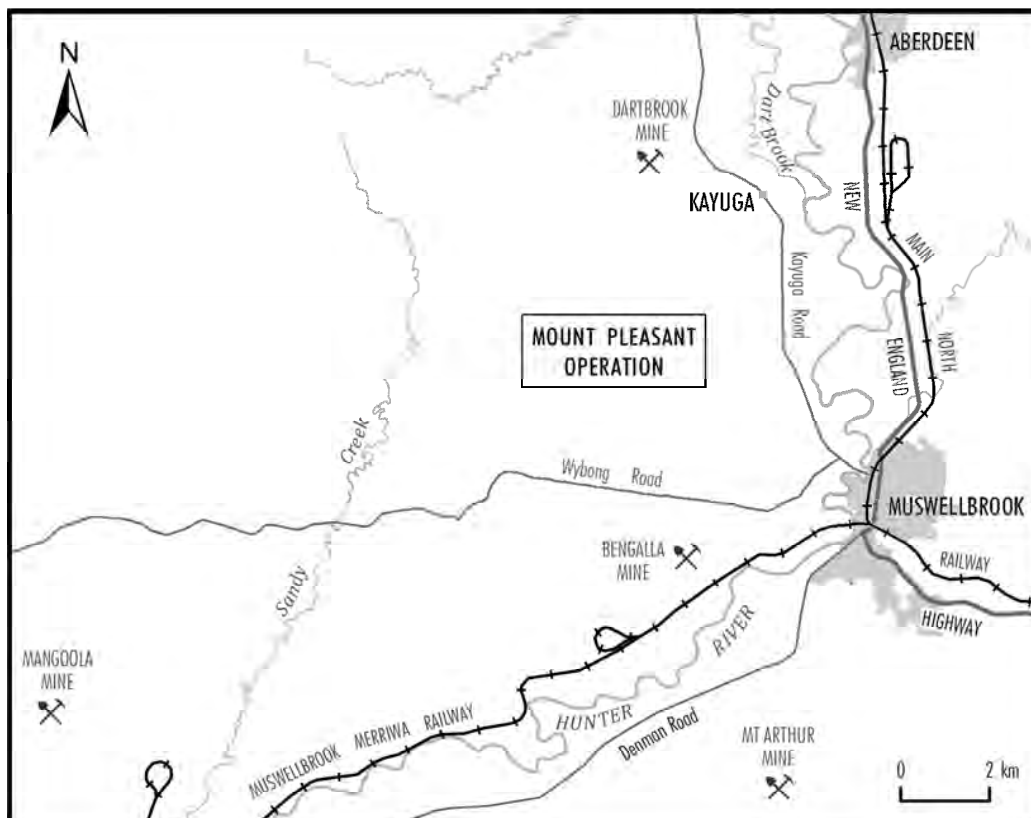 N
ABERDEEN
DARTBROOK
MINE
Dart Brook
KAYUGA
NEW
MAIN
Kayuga Road
MOUNT PLEASANT
OPERATION
ENGLAND
NORTH
Sandy Creek
Wybong Road
MUSWELLBROOK
BENGALLA
MINE
RAILWAY
HIGHWAY
MANGOOLA
MINE
HUNTER RIVER
MUSWELLBROOK MERRIWA RAILWAY
Denman Road
MT ARTHUR
MINE
0 2 km